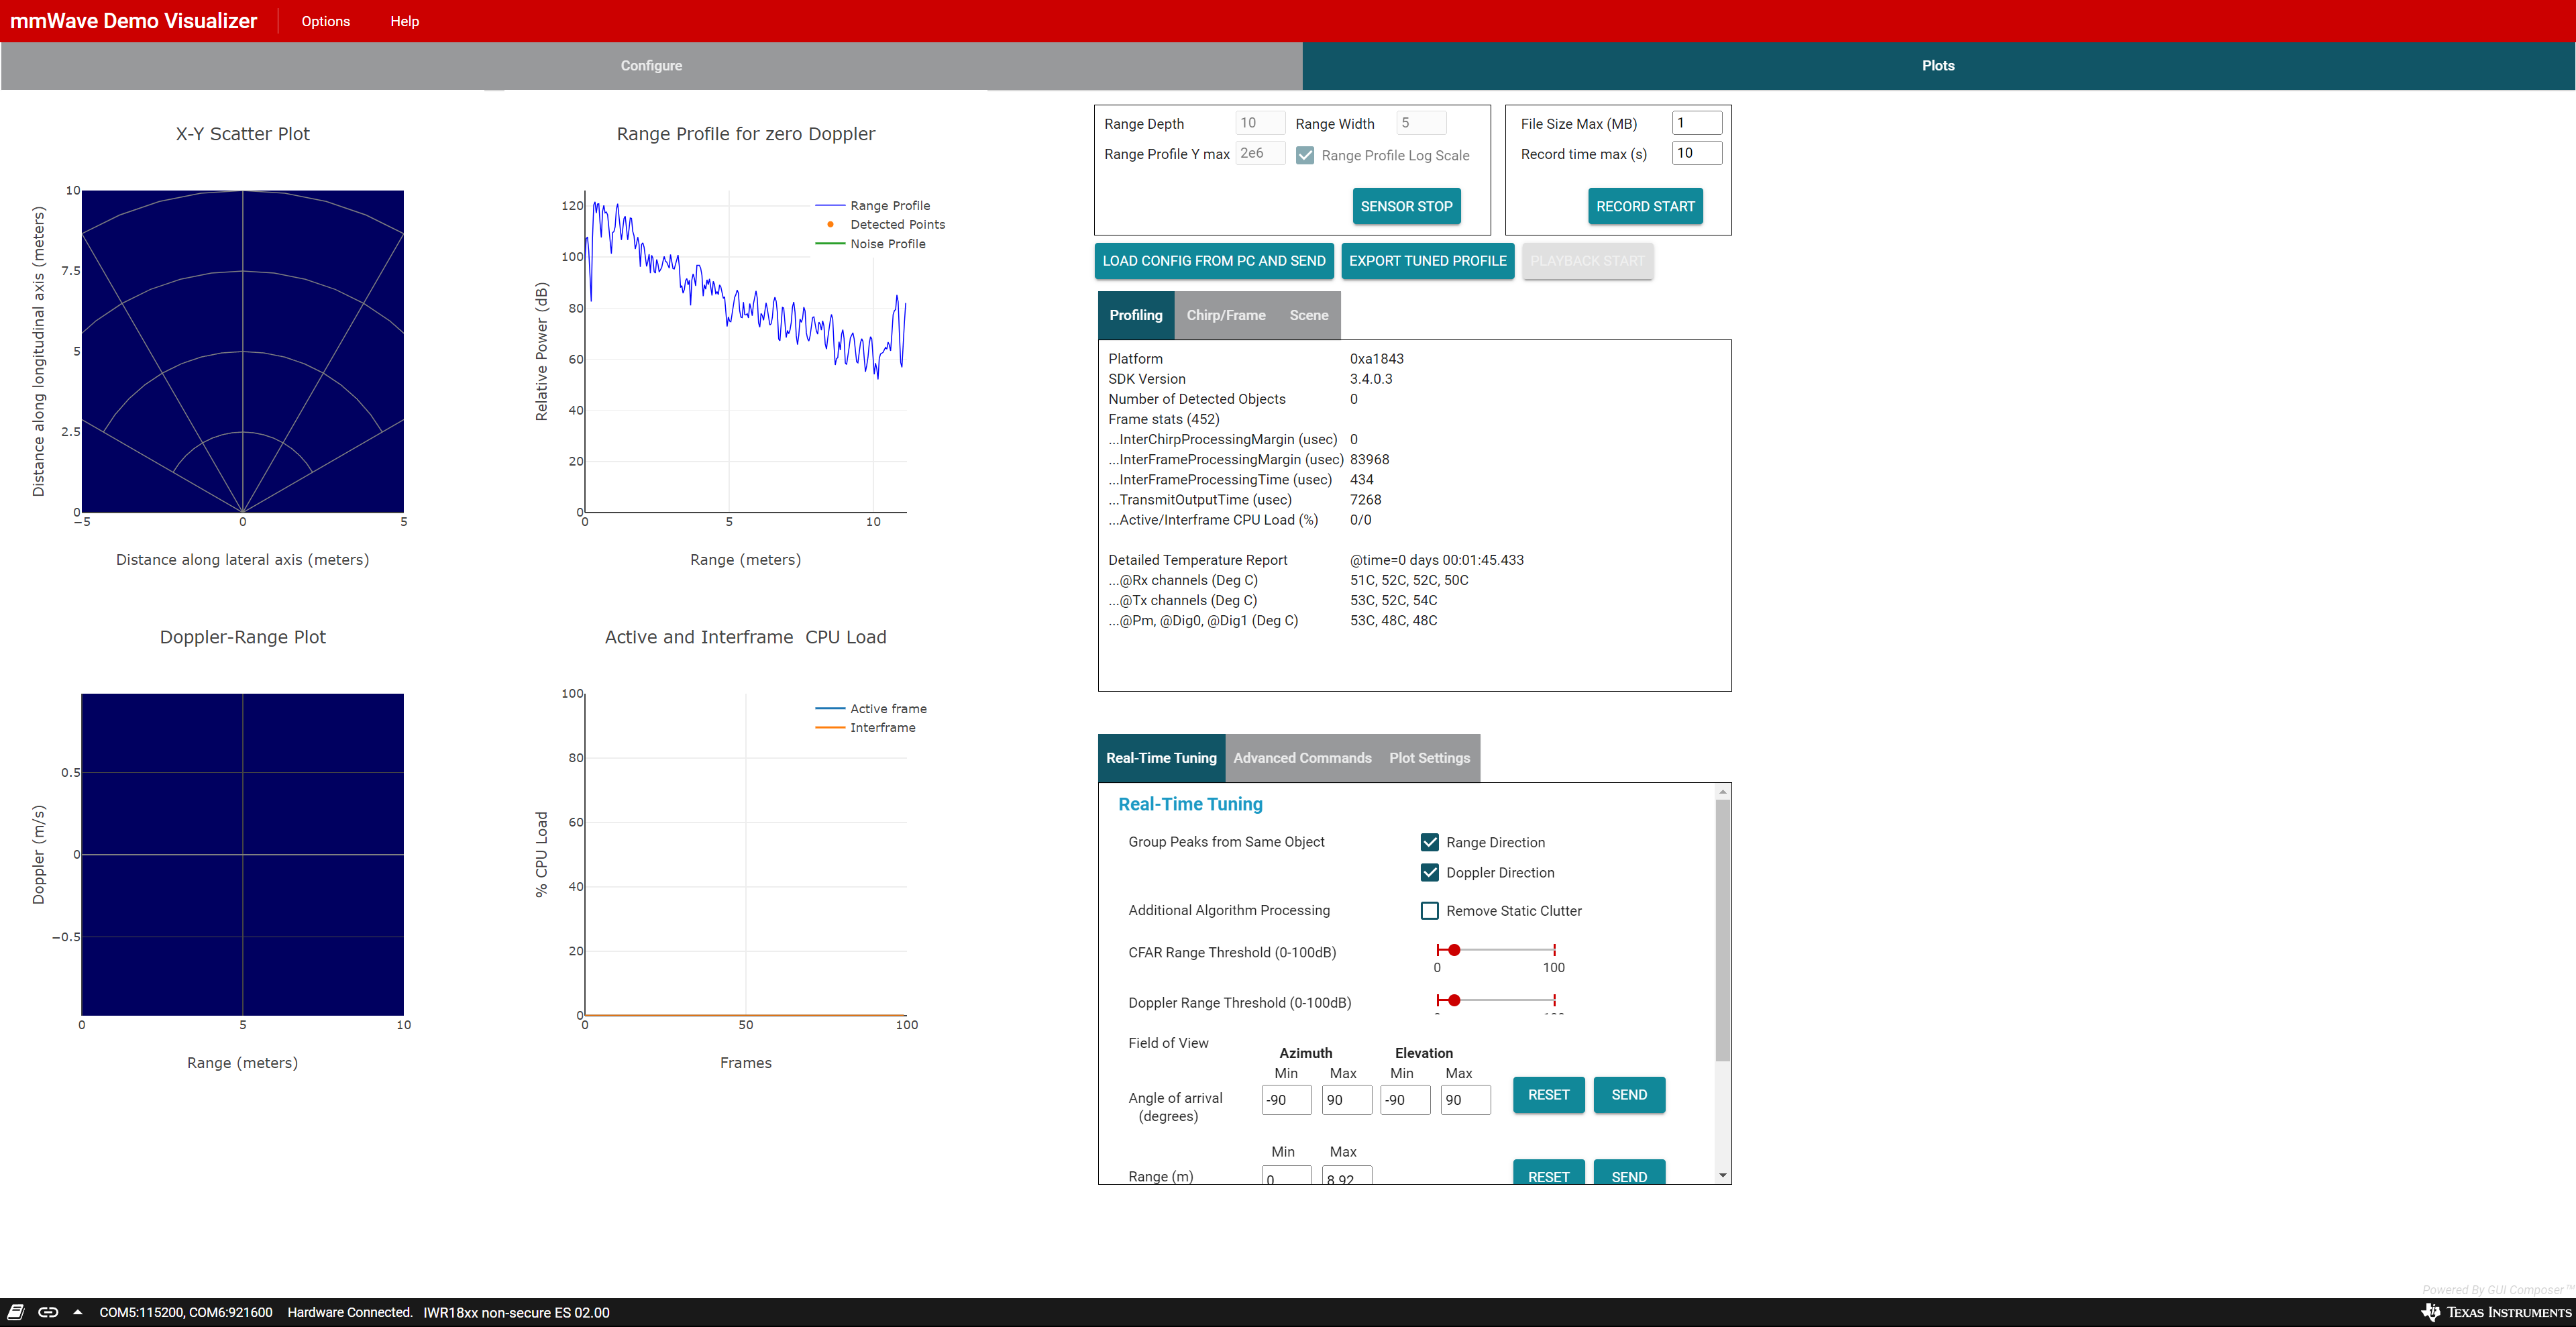 mmWave Demo Visualizer Options Help
Configure Plots
X-Y Scatter Plot
Distance along longitudinal axis (meters)
10
7.5
5
2.5
0
−5 0 5
Distance along lateral axis (meters)
Range Profile for zero Doppler
Relative Power (dB)
120
100
80
60
40
20
0
0 5 10
Range (meters)
Range Profile
Detected Points
Noise Profile
Doppler-Range Plot
Doppler (m/s)
0.5
0
−0.5
0 5 10
Range (meters)
Active and Interframe CPU Load
% CPU Load
100
80
60
40
20
0
0 50 100
Frames
Active frame
Interframe
Range Depth 10 Range Width 5
Range Profile Y max 2e6 Range Profile Log Scale
SENSOR STOP
File Size Max (MB) 1
Record time max (s) 10
RECORD START
LOAD CONFIG FROM PC AND SEND EXPORT TUNED PROFILE PLAYBACK START
Profiling Chirp/Frame Scene
Platform 0xa1843
SDK Version 3.4.0.3
Number of Detected Objects 0
Frame stats (452)
...InterChirpProcessingMargin (usec) 0
...InterFrameProcessingMargin (usec) 83968
...InterFrameProcessingTime (usec) 434
...TransmitOutputTime (usec) 7268
...Active/Interframe CPU Load (%) 0/0
Detailed Temperature Report @time=0 days 00:01:45.433
...@Rx channels (Deg C) 51C, 52C, 52C, 50C
...@Tx channels (Deg C) 53C, 52C, 54C
...@Pm, @Dig0, @Dig1 (Deg C) 53C, 48C, 48C
Real-Time Tuning Advanced Commands Plot Settings
Real-Time Tuning
Group Peaks from Same Object Range Direction
Doppler Direction
Additional Algorithm Processing Remove Static Clutter
CFAR Range Threshold (0-100dB)
0 100
Doppler Range Threshold (0-100dB)
Field of View
Azimuth Elevation
Min Max Min Max
Angle of arrival -90 90 -90 90 RESET SEND
(degrees)
Min Max
Range (m) 0 8.92 RESET SEND
Powered By GUI Composer™
COM5:115200, COM6:921600 Hardware Connected. IWR18xx non-secure ES 02.00
TEXAS INSTRUMENTS